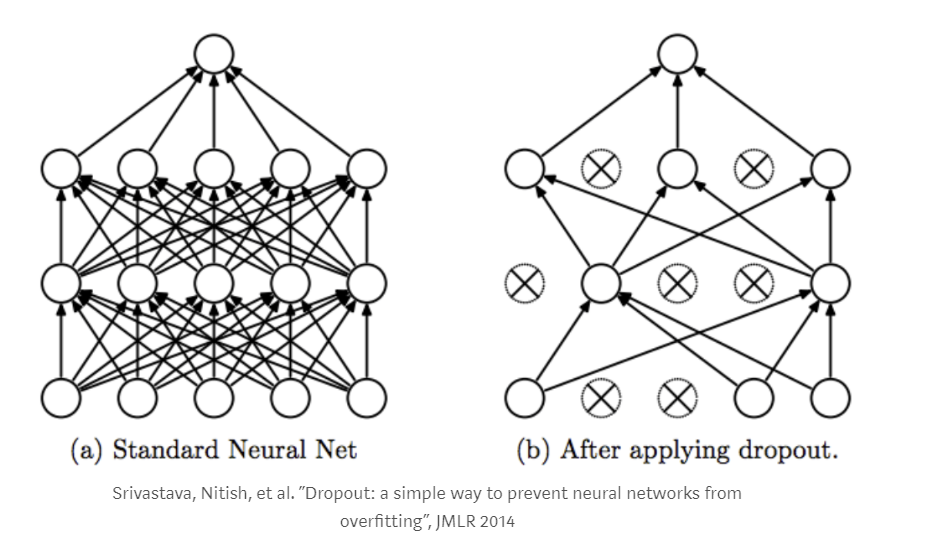 (a) Standard Neural Net
(b) After applying dropout.
Srivastava, Nitish, et al. ”Dropout: a simple way to prevent neural networks from
overfitting”, JMLR 2014